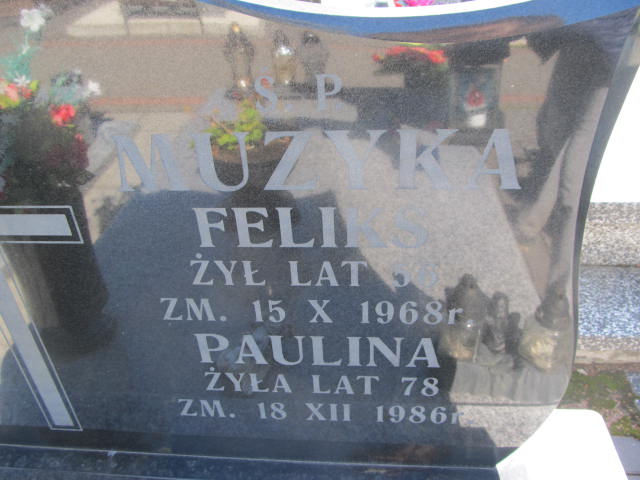 Ś P
MUZYKA
FELIKS
ŻYŁ LAT
ZM. 15 X 1968r
PAULINA
ŻYŁA LAT 78
ZM. 18 XII 1986r